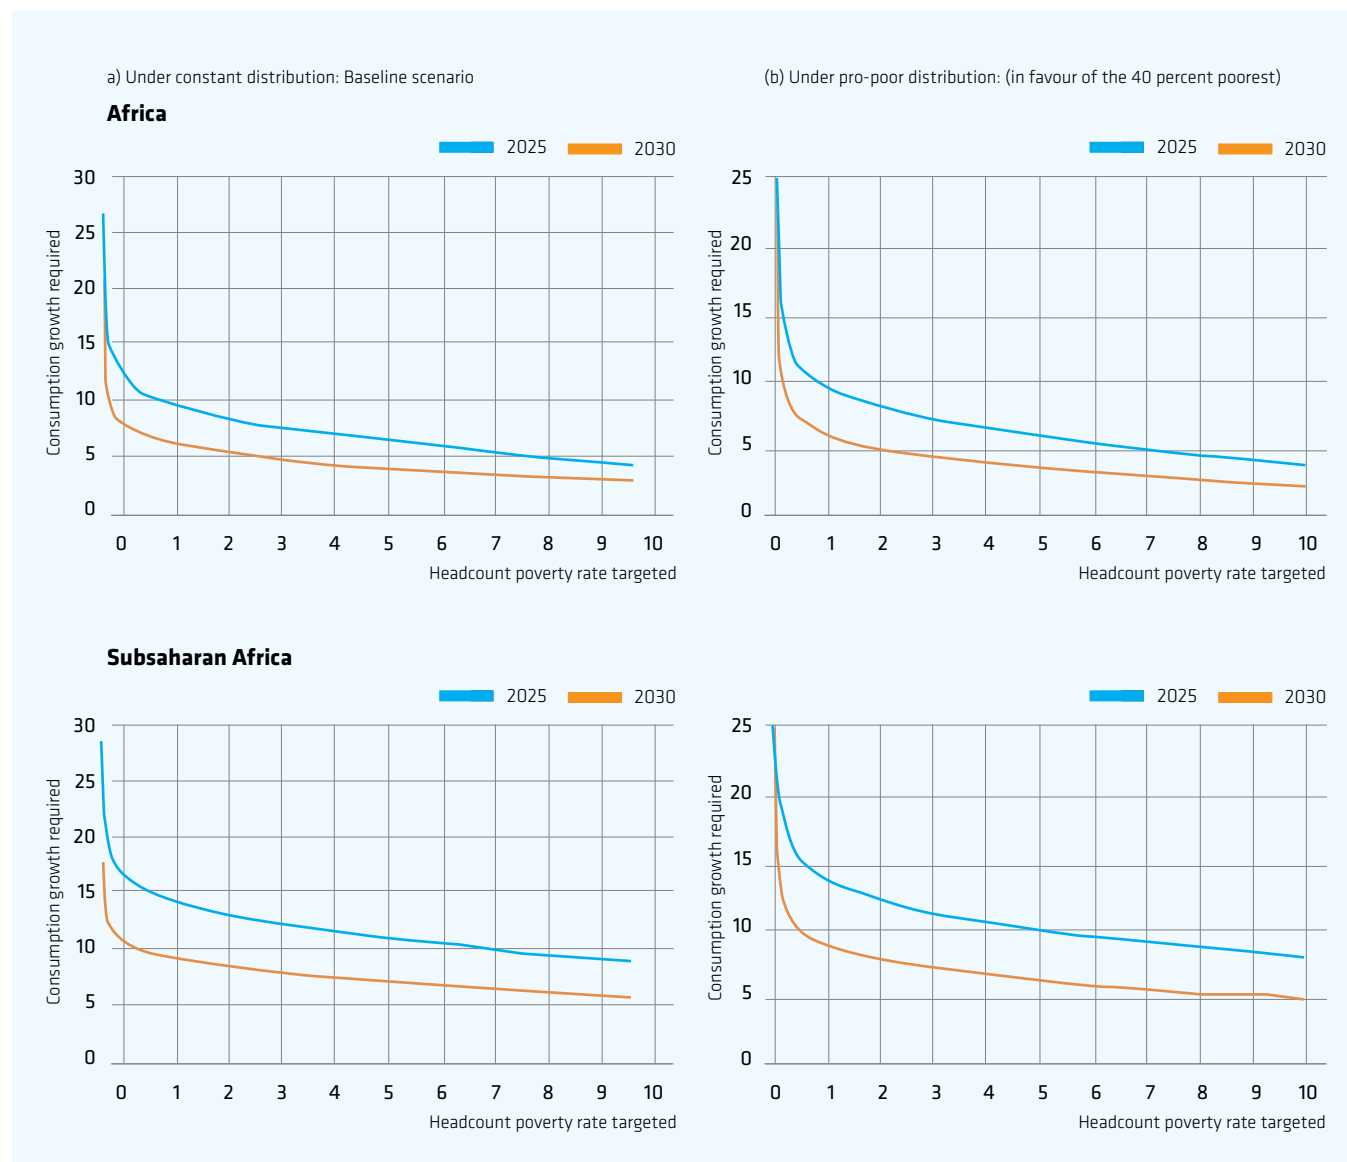 a) Under constant distribution: Baseline scenario
(b) Under pro-poor distribution: (in favour of the 40 percent poorest)
Africa
2025 2030
Consumption growth required
30
25
20
15
10
5
0
0 1 2 3 4 5 6 7 8 9 10
Headcount poverty rate targeted
2025 2030
Consumption growth required
25
20
15
10
5
0
0 1 2 3 4 5 6 7 8 9 10
Headcount poverty rate targeted
Subsaharan Africa
2025 2030
Consumption growth required
30
25
20
15
10
5
0
0 1 2 3 4 5 6 7 8 9 10
Headcount poverty rate targeted
2025 2030
Consumption growth required
25
20
15
10
5
0
0 1 2 3 4 5 6 7 8 9 10
Headcount poverty rate targeted